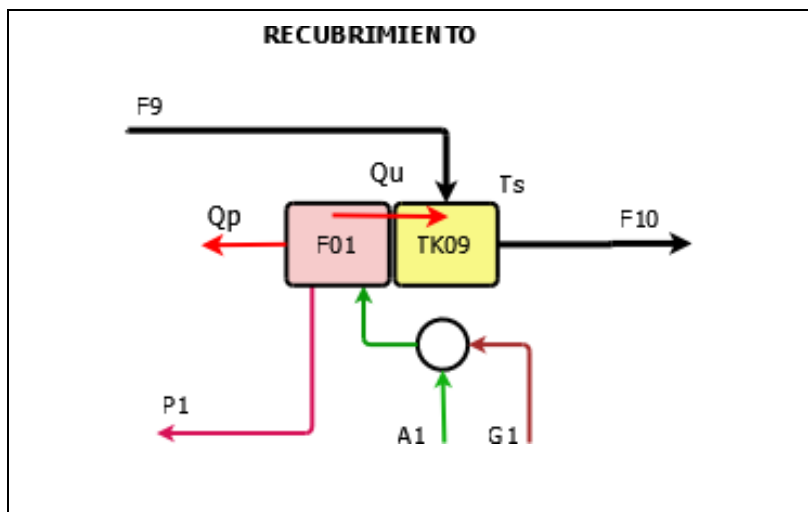 RECUBRIMIENTO
F9
Qu
Ts
Qp
F01
TK09
F10
P1
A1
G1